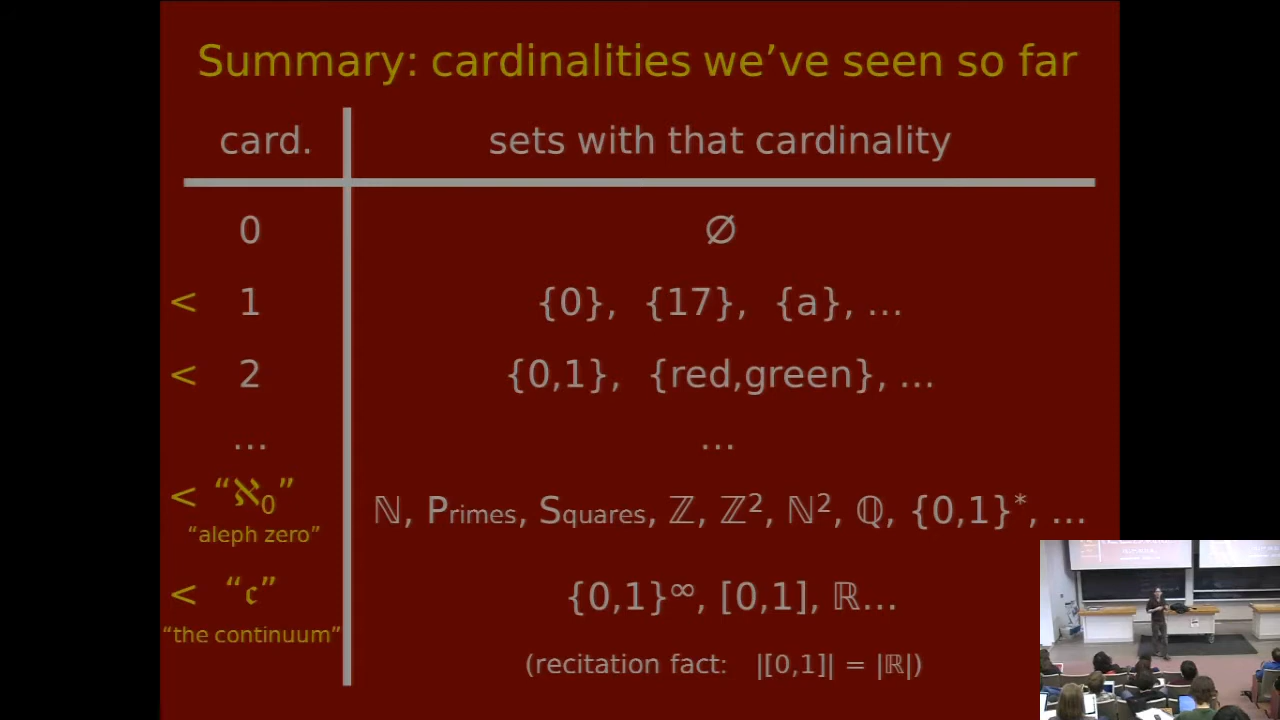 Summary: cardinalities we’ve seen so far
card. sets with that cardinality
0 ∅
< 1 {0}, {17}, {a}, ...
< 2 {0,1}, {red,green}, ...
... ...
< “ℵ₀” ℕ, Primes, Squares, ℤ, ℤ², ℕ², ℚ, {0,1}*, ...
“aleph zero”
< “𝔠” {0,1}^∞, [0,1], ℝ...
“the continuum”
(recitation fact: |[0,1]| = |ℝ|)